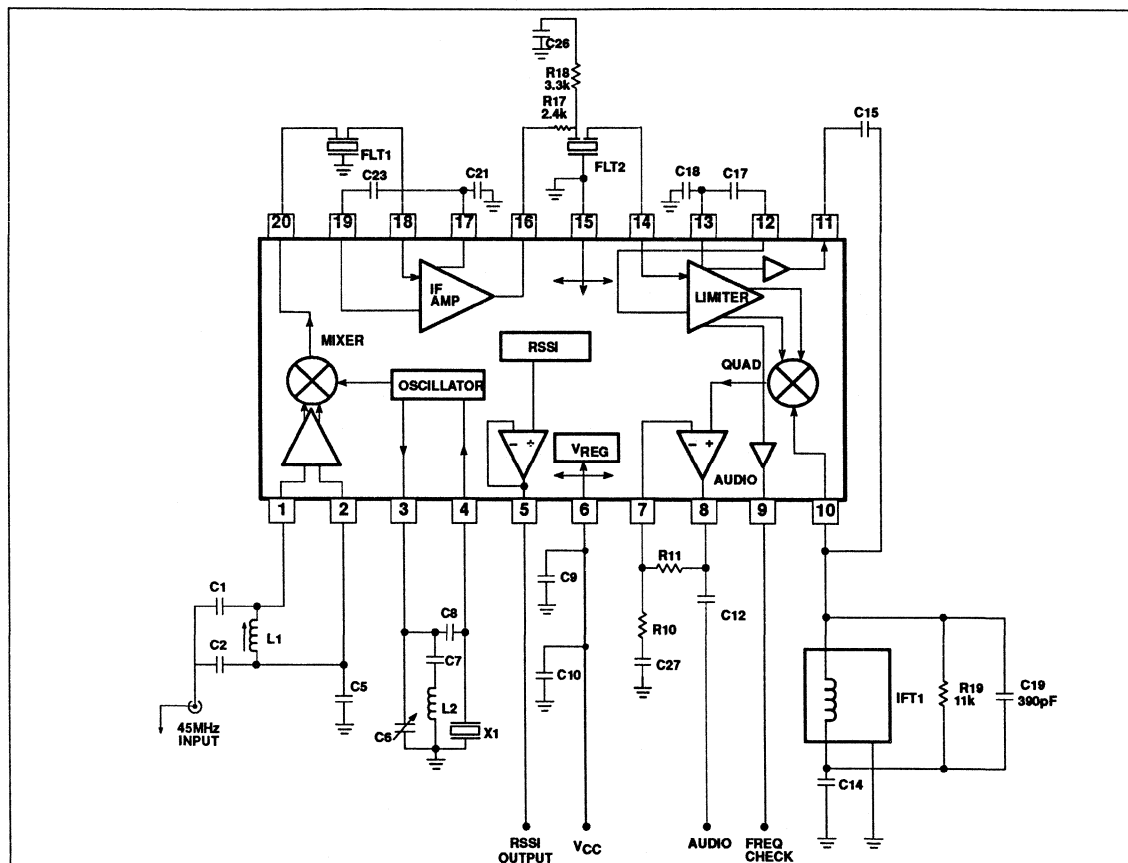 C26
R18
3.3k
R17
2.4k
C15
FLT1
FLT2
C23
C21
C18
C17
20 19 18 17 16 15 14 13 12 11
IF
AMP
LIMITER
MIXER
RSSI
QUAD
OSCILLATOR
VREG
AUDIO
- +
- +
1 2 3 4 5 6 7 8 9 10
C1
L1
C2
C5
45MHz
INPUT
C8
C7
L2
C6
X1
C9
C10
R11
C12
R10
C27
IFT1
R19
11k
C19
390pF
C14
RSSI
OUTPUT
VCC
AUDIO
FREQ
CHECK